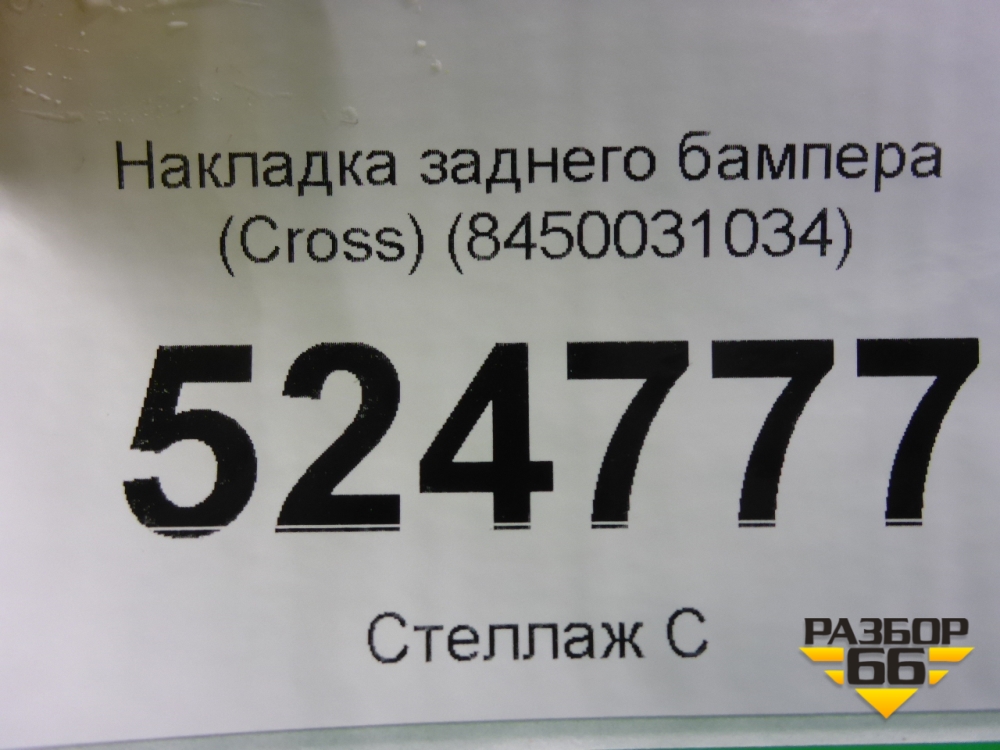 Накладка заднего бампера
(Cross) (8450031034)
524777
Стеллаж С
РАЗБОР
66